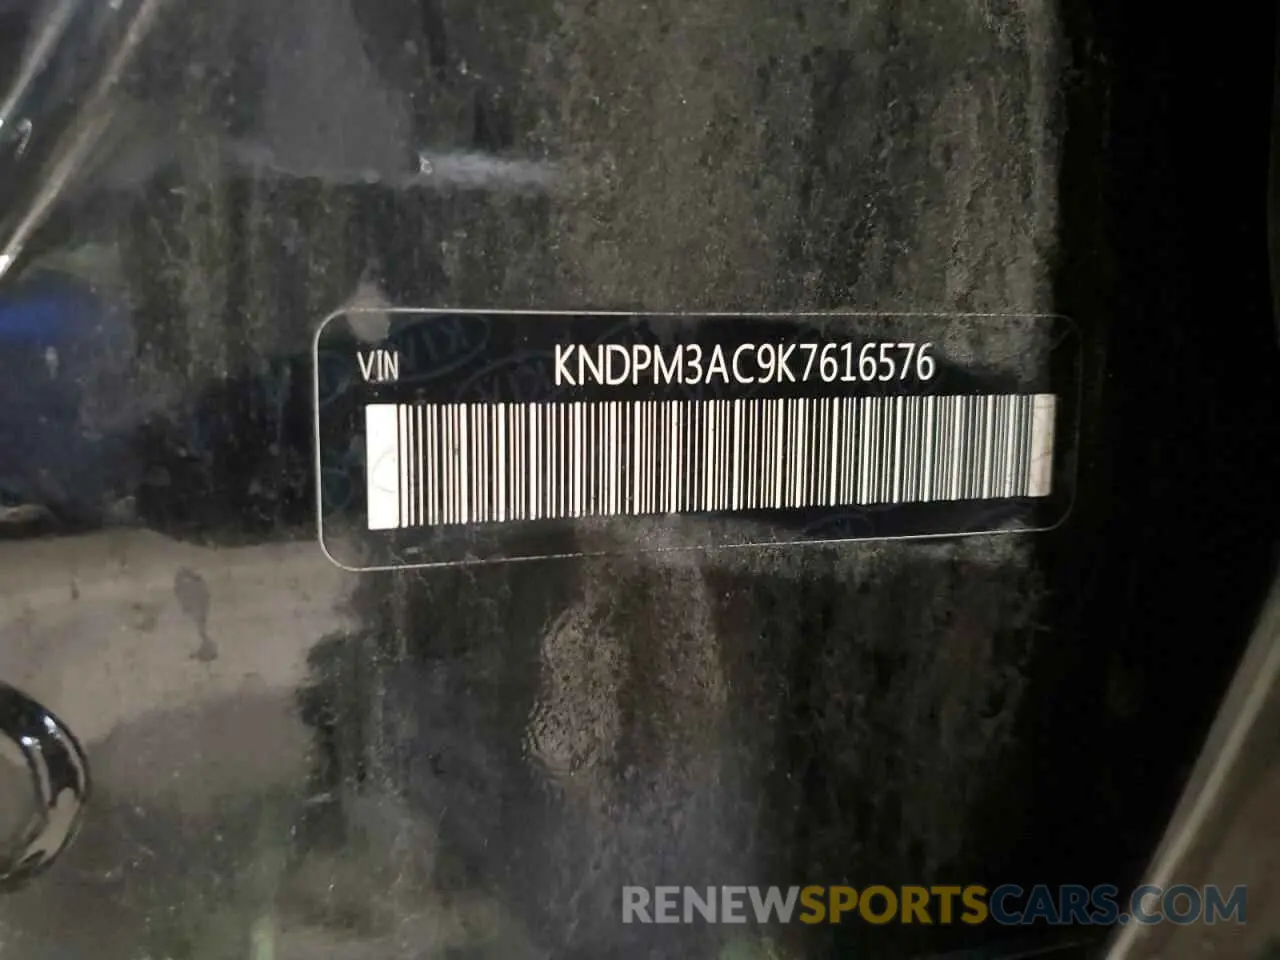 VIN KNDPM3AC9K7616576
RENEWSPORTSCARS.COM